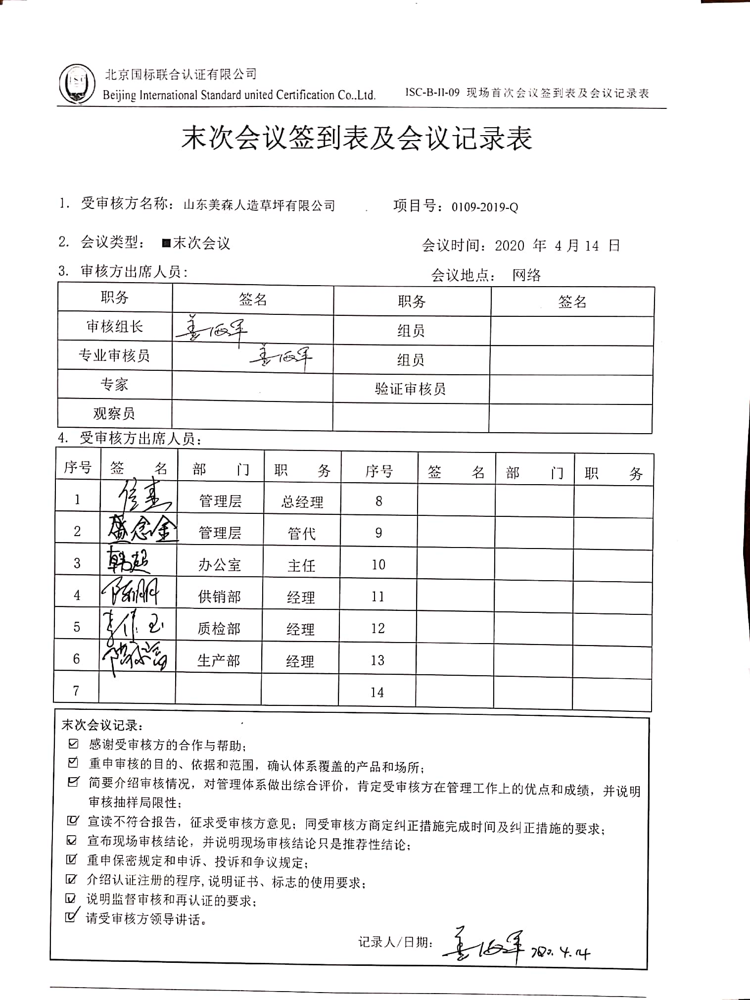 ISC
北京国标联合认证有限公司
Beijing International Standard united Certification Co.,Ltd.
ISC-B-II-09 现场首次会议签到表及会议记录表
末次会议签到表及会议记录表
1. 受审核方名称：山东美森人造草坪有限公司 项目号：0109-2019-Q
2. 会议类型： ■末次会议 会议时间：2020 年 4 月 14 日
3. 审核方出席人员： 会议地点： 网络
职务 签名 职务 签名
审核组长 姜海军 组员
专业审核员 姜海军 组员
专家 验证审核员
观察员
4. 受审核方出席人员：
序号 签 名 部 门 职 务 序号 签 名 部 门 职 务
1 管理层 总经理 8
2 盛念金 管理层 管代 9
3 韩超 办公室 主任 10
4 陈朋 供销部 经理 11
5 质检部 经理 12
6 生产部 经理 13
7 14
末次会议记录：
☑ 感谢受审核方的合作与帮助；
☑ 重申审核的目的、依据和范围，确认体系覆盖的产品和场所；
☑ 简要介绍审核情况，对管理体系做出综合评价，肯定受审核方在管理工作上的优点和成绩，并说明
审核抽样局限性；
☑ 宣读不符合报告，征求受审核方意见；同受审核方商定纠正措施完成时间及纠正措施的要求；
☑ 宣布现场审核结论，并说明现场审核结论只是推荐性结论；
☑ 重申保密规定和申诉、投诉和争议规定；
☑ 介绍认证注册的程序,说明证书、标志的使用要求；
☑ 说明监督审核和再认证的要求；
☑ 请受审核方领导讲话。
记录人/日期： 姜海军 2020.4.14